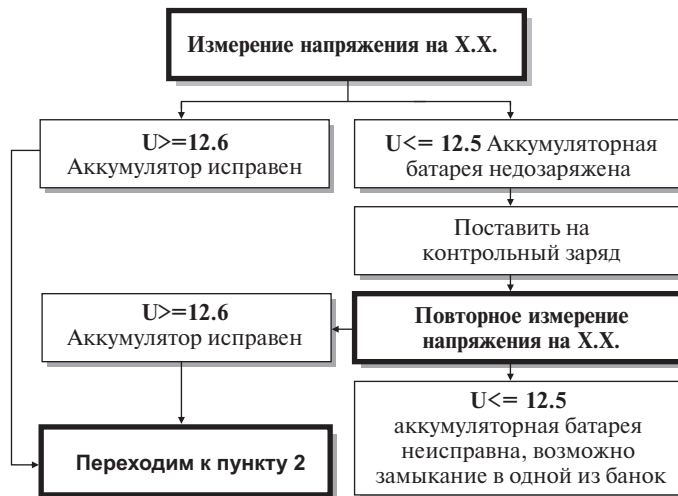 Измерение напряжения на Х.Х.
U>=12.6
Аккумулятор исправен
U<= 12.5 Аккумуляторная
батарея недозаряжена
Поставить на
контрольный заряд
U>=12.6
Аккумулятор исправен
Повторное измерение
напряжения на Х.Х.
Переходим к пункту 2
U<= 12.5
аккумуляторная батарея
неисправна, возможно
замыкание в одной из банок